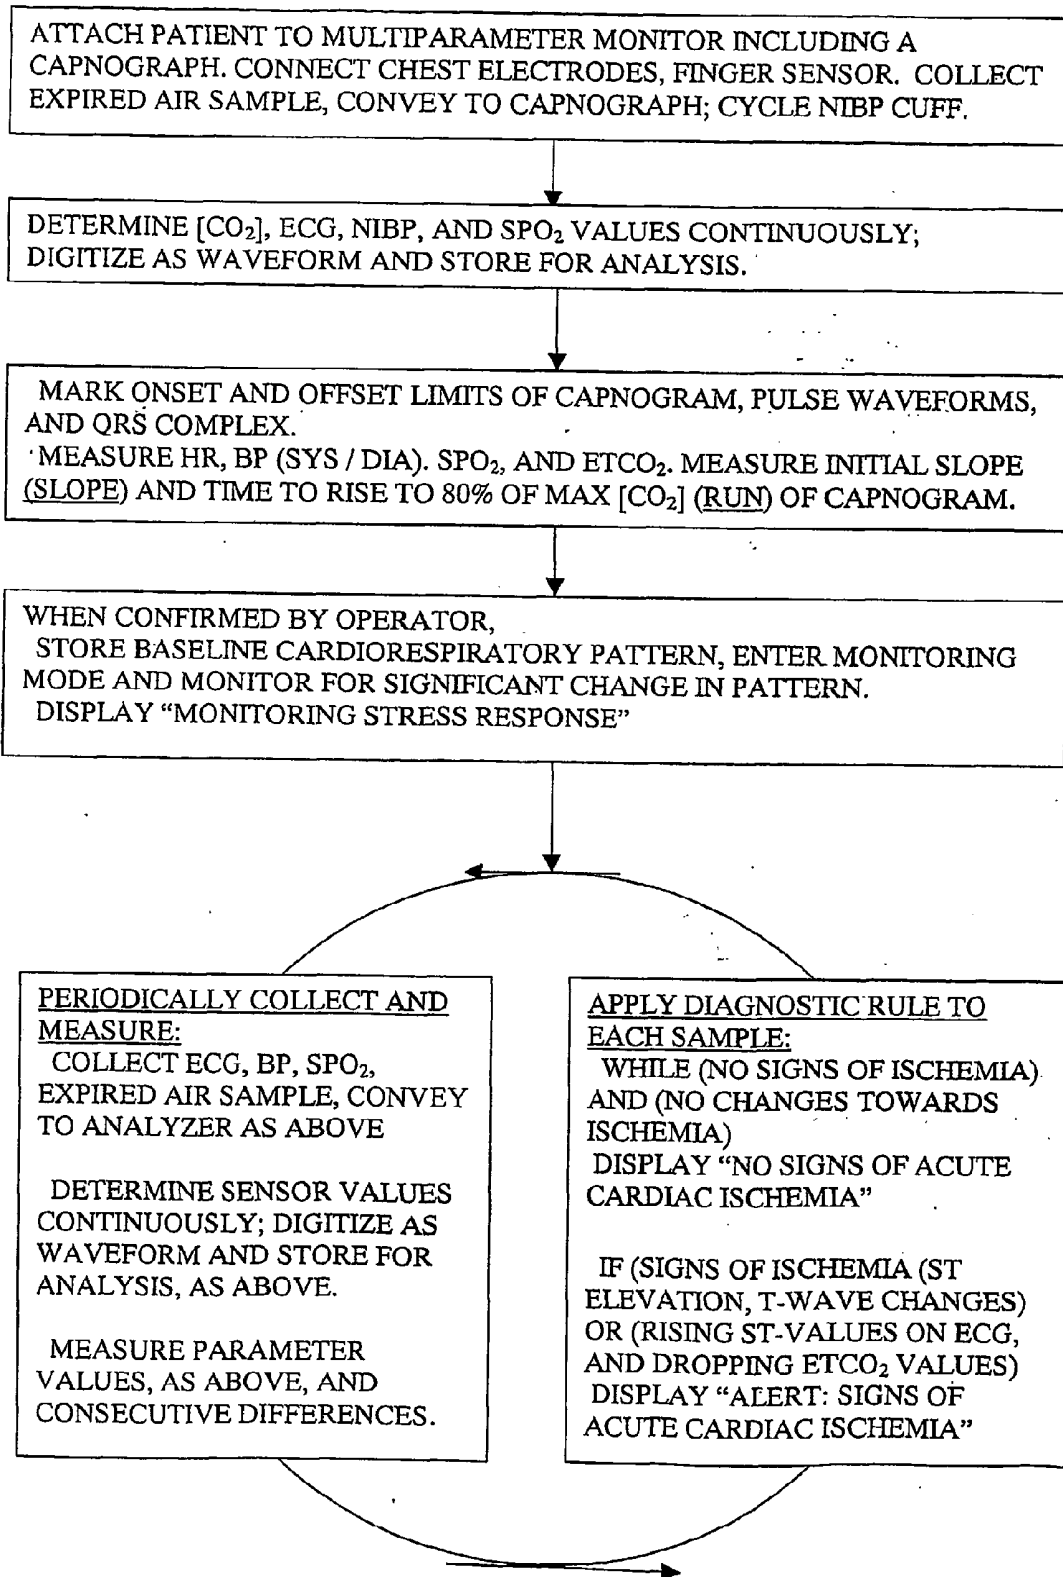 ATTACH PATIENT TO MULTIPARAMETER MONITOR INCLUDING A
CAPNOGRAPH. CONNECT CHEST ELECTRODES, FINGER SENSOR. COLLECT
EXPIRED AIR SAMPLE, CONVEY TO CAPNOGRAPH; CYCLE NIBP CUFF.
DETERMINE [CO₂], ECG, NIBP, AND SPO₂ VALUES CONTINUOUSLY;
DIGITIZE AS WAVEFORM AND STORE FOR ANALYSIS.
MARK ONSET AND OFFSET LIMITS OF CAPNOGRAM, PULSE WAVEFORMS,
AND QRS COMPLEX.
MEASURE HR, BP (SYS / DIA). SPO₂, AND ETCO₂. MEASURE INITIAL SLOPE
(SLOPE) AND TIME TO RISE TO 80% OF MAX [CO₂] (RUN) OF CAPNOGRAM.
WHEN CONFIRMED BY OPERATOR,
STORE BASELINE CARDIORESPIRATORY PATTERN, ENTER MONITORING
MODE AND MONITOR FOR SIGNIFICANT CHANGE IN PATTERN.
DISPLAY “MONITORING STRESS RESPONSE”
PERIODICALLY COLLECT AND
MEASURE:
COLLECT ECG, BP, SPO₂,
EXPIRED AIR SAMPLE, CONVEY
TO ANALYZER AS ABOVE
DETERMINE SENSOR VALUES
CONTINUOUSLY; DIGITIZE AS
WAVEFORM AND STORE FOR
ANALYSIS, AS ABOVE.
MEASURE PARAMETER
VALUES, AS ABOVE, AND
CONSECUTIVE DIFFERENCES.
APPLY DIAGNOSTIC RULE TO
EACH SAMPLE:
WHILE (NO SIGNS OF ISCHEMIA)
AND (NO CHANGES TOWARDS
ISCHEMIA)
DISPLAY “NO SIGNS OF ACUTE
CARDIAC ISCHEMIA”
IF (SIGNS OF ISCHEMIA (ST
ELEVATION, T-WAVE CHANGES)
OR (RISING ST-VALUES ON ECG,
AND DROPPING ETCO₂ VALUES)
DISPLAY “ALERT: SIGNS OF
ACUTE CARDIAC ISCHEMIA”